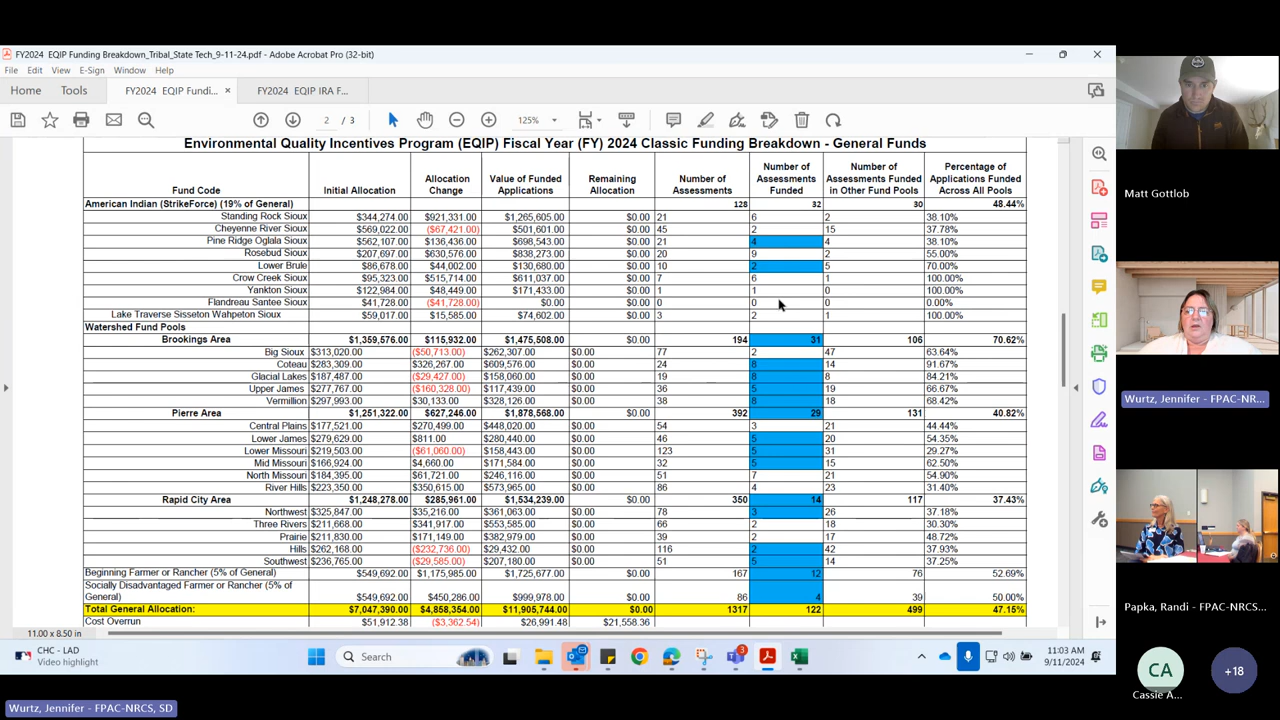 FY2024 EQIP Funding Breakdown_Tribal_State Tech_9-11-24.pdf - Adobe Acrobat Pro (32-bit)
File Edit View E-Sign Window Help
Home Tools FY2024 EQIP Fundi... × FY2024 EQIP IRA F...
2 / 3 125%
Environmental Quality Incentives Program (EQIP) Fiscal Year (FY) 2024 Classic Funding Breakdown - General Funds
Fund Code Initial Allocation Allocation Change Value of Funded Applications Remaining Allocation Number of Assessments Number of Assessments Funded Number of Assessments Funded in Other Fund Pools Percentage of Applications Funded Across All Pools
American Indian (StrikeForce) (19% of General) 128 32 30 48.44%
Standing Rock Sioux $344,274.00 $921,331.00 $1,265,605.00 $0.00 21 6 2 38.10%
Cheyenne River Sioux $569,022.00 ($67,421.00) $501,601.00 $0.00 45 2 15 37.78%
Pine Ridge Oglala Sioux $562,107.00 $136,436.00 $698,543.00 $0.00 21 4 4 38.10%
Rosebud Sioux $207,697.00 $630,576.00 $838,273.00 $0.00 20 9 2 55.00%
Lower Brule $86,678.00 $44,002.00 $130,680.00 $0.00 10 2 5 70.00%
Crow Creek Sioux $95,323.00 $515,714.00 $611,037.00 $0.00 7 6 1 100.00%
Yankton Sioux $122,984.00 $48,449.00 $171,433.00 $0.00 1 1 0 100.00%
Flandreau Santee Sioux $41,728.00 ($41,728.00) $0.00 $0.00 0 0 0 0.00%
Lake Traverse Sisseton Wahpeton Sioux $59,017.00 $15,585.00 $74,602.00 $0.00 3 2 1 100.00%
Watershed Fund Pools
Brookings Area $1,359,576.00 $115,932.00 $1,475,508.00 $0.00 194 31 106 70.62%
Big Sioux $313,020.00 ($50,713.00) $262,307.00 $0.00 77 2 47 63.64%
Coteau $283,309.00 $326,267.00 $609,576.00 $0.00 24 8 14 91.67%
Glacial Lakes $187,487.00 ($29,427.00) $158,060.00 $0.00 19 8 8 84.21%
Upper James $277,767.00 ($160,328.00) $117,439.00 $0.00 36 5 19 66.67%
Vermillion $297,993.00 $30,133.00 $328,126.00 $0.00 38 8 18 68.42%
Pierre Area $1,251,322.00 $627,246.00 $1,878,568.00 $0.00 392 29 131 40.82%
Central Plains $177,521.00 $270,499.00 $448,020.00 $0.00 54 3 21 44.44%
Lower James $279,629.00 $811.00 $280,440.00 $0.00 46 5 20 54.35%
Lower Missouri $219,503.00 ($61,060.00) $158,443.00 $0.00 123 5 31 29.27%
Mid Missouri $166,924.00 $4,660.00 $171,584.00 $0.00 32 5 15 62.50%
North Missouri $184,395.00 $61,721.00 $246,116.00 $0.00 51 7 21 54.90%
River Hills $223,350.00 $350,615.00 $573,965.00 $0.00 86 4 23 31.40%
Rapid City Area $1,248,278.00 $285,961.00 $1,534,239.00 $0.00 350 14 117 37.43%
Northwest $325,847.00 $35,216.00 $361,063.00 $0.00 78 3 26 37.18%
Three Rivers $211,668.00 $341,917.00 $553,585.00 $0.00 66 2 18 30.30%
Prairie $211,830.00 $171,149.00 $382,979.00 $0.00 39 2 17 48.72%
Hills $262,168.00 ($232,736.00) $29,432.00 $0.00 116 2 42 37.93%
Southwest $236,765.00 ($29,585.00) $207,180.00 $0.00 51 5 14 37.25%
Beginning Farmer or Rancher (5% of General) $549,692.00 $1,175,985.00 $1,725,677.00 $0.00 167 12 76 52.69%
Socially Disadvantaged Farmer or Rancher (5% of General) $549,692.00 $450,286.00 $999,978.00 $0.00 86 4 39 50.00%
Total General Allocation: $7,047,390.00 $4,858,354.00 $11,905,744.00 $0.00 1317 122 499 47.15%
Cost Overrun $51,912.38 ($3,362.54) $26,991.48 $21,558.36
11.00 x 8.50 in
CHC - LAD
Video highlight
Search
3
11:03 AM
9/11/2024
Wurtz, Jennifer - FPAC-NRCS, SD
Matt Gottlob
Wurtz, Jennifer - FPAC-NR...
Papka, Randi - FPAC-NRCS...
CA
Cassie A...
+18